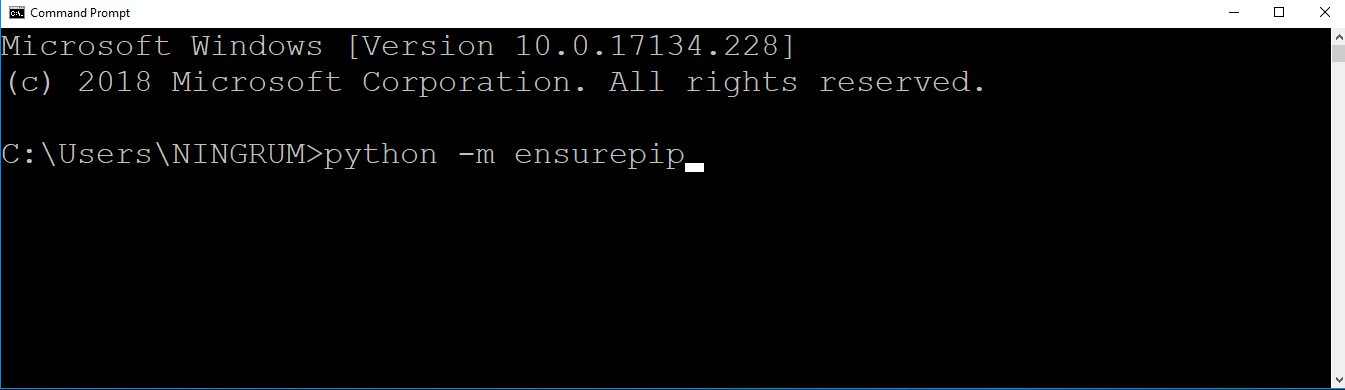 Command Prompt
Microsoft Windows [Version 10.0.17134.228]
(c) 2018 Microsoft Corporation. All rights reserved.
C:\Users\NINGRUM>python -m ensurepip